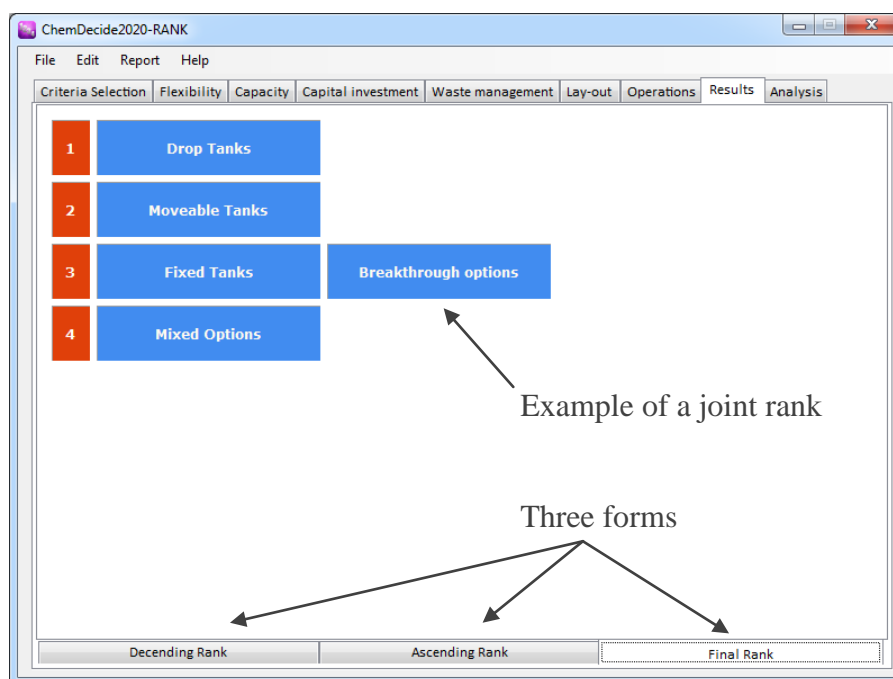 ChemDecide2020-RANK
File Edit Report Help
Criteria Selection Flexibility Capacity Capital investment Waste management Lay-out Operations Results Analysis
1 Drop Tanks
2 Moveable Tanks
3 Fixed Tanks Breakthrough options
4 Mixed Options
Example of a joint rank
Three forms
Decending Rank Ascending Rank Final Rank